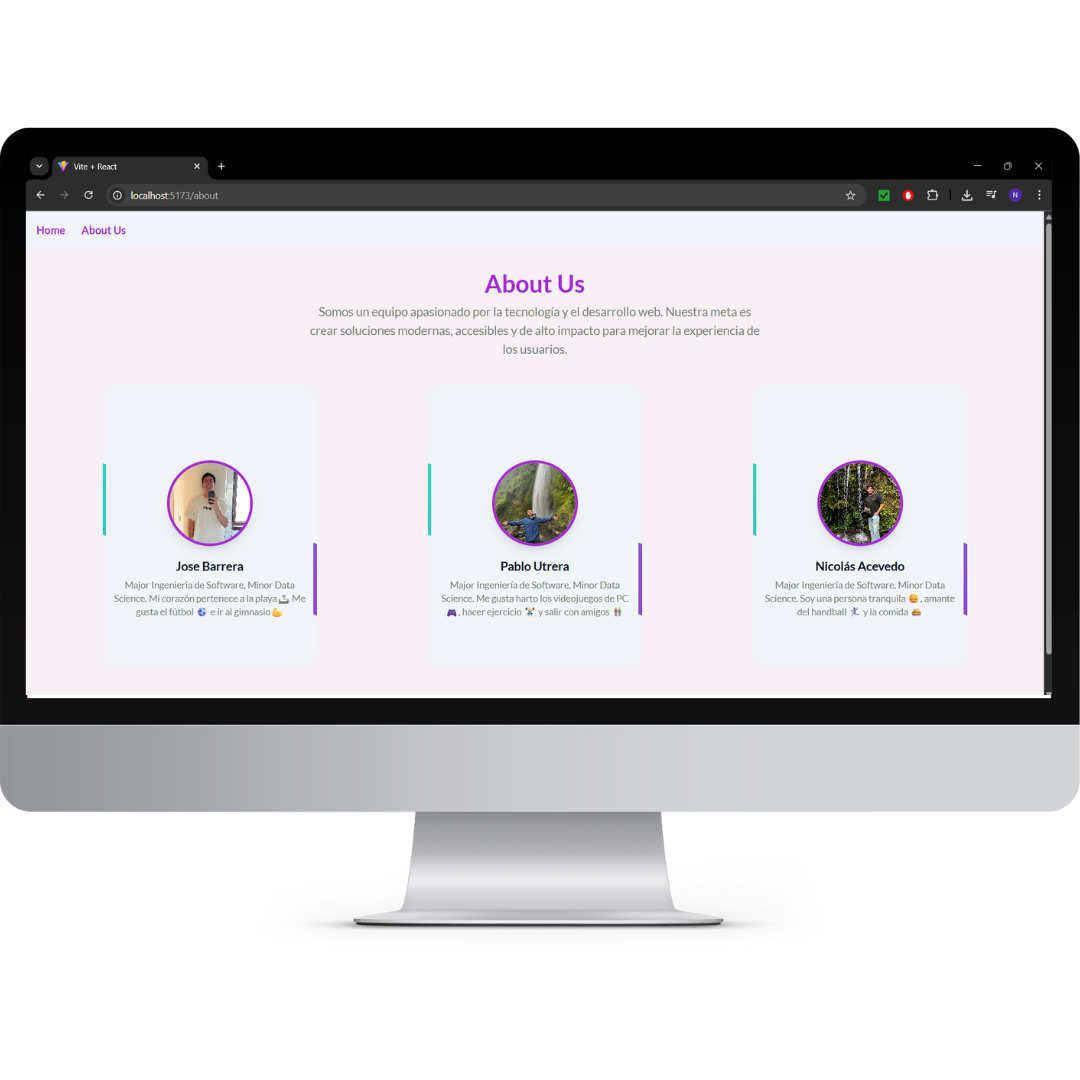 Vite + React
localhost:5173/about
N
Home About Us
About Us
Somos un equipo apasionado por la tecnología y el desarrollo web. Nuestra meta es
crear soluciones modernas, accesibles y de alto impacto para mejorar la experiencia de
los usuarios.
Jose Barrera
Major Ingeniería de Software, Minor Data
Science. Mi corazón pertenece a la playa🏖️ Me
gusta el fútbol ⚽ e ir al gimnasio💪
Pablo Utrera
Major Ingeniería de Software, Minor Data
Science. Me gusta harto los videojuegos de PC
🎮, hacer ejercicio 🏋️ y salir con amigos 👬
Nicolás Acevedo
Major Ingeniería de Software, Minor Data
Science. Soy una persona tranquila 😊, amante
del handball 🤾 y la comida 🍔